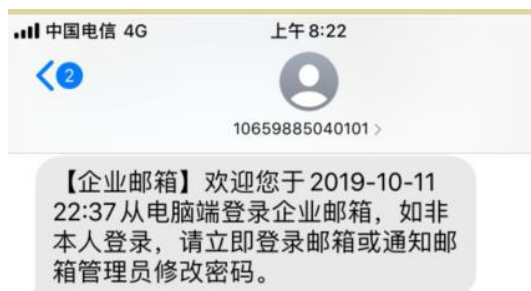 中国电信 4G
上午 8:22
2
10659885040101 >
【企业邮箱】欢迎您于 2019-10-11
22:37从电脑端登录企业邮箱，如非
本人登录，请立即登录邮箱或通知邮
箱管理员修改密码。